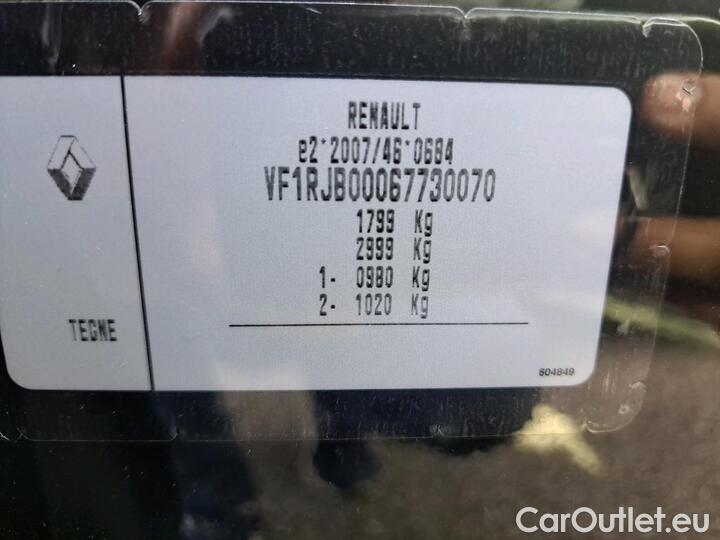 RENAULT
e2*2007/46*0684
VF1RJB00067730070
1799 Kg
2999 Kg
1- 0980 Kg
2- 1020 Kg
TEGNE
604849
CarOutlet.eu